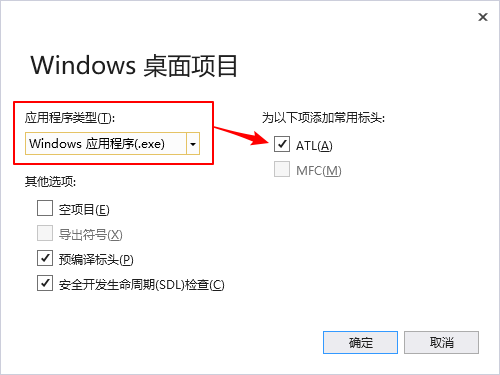 Windows 桌面项目
应用程序类型(T):
Windows 应用程序(.exe)
为以下项添加常用标头:
ATL(A)
MFC(M)
其他选项:
空项目(E)
导出符号(X)
预编译标头(P)
安全开发生命周期(SDL)检查(C)
确定
取消